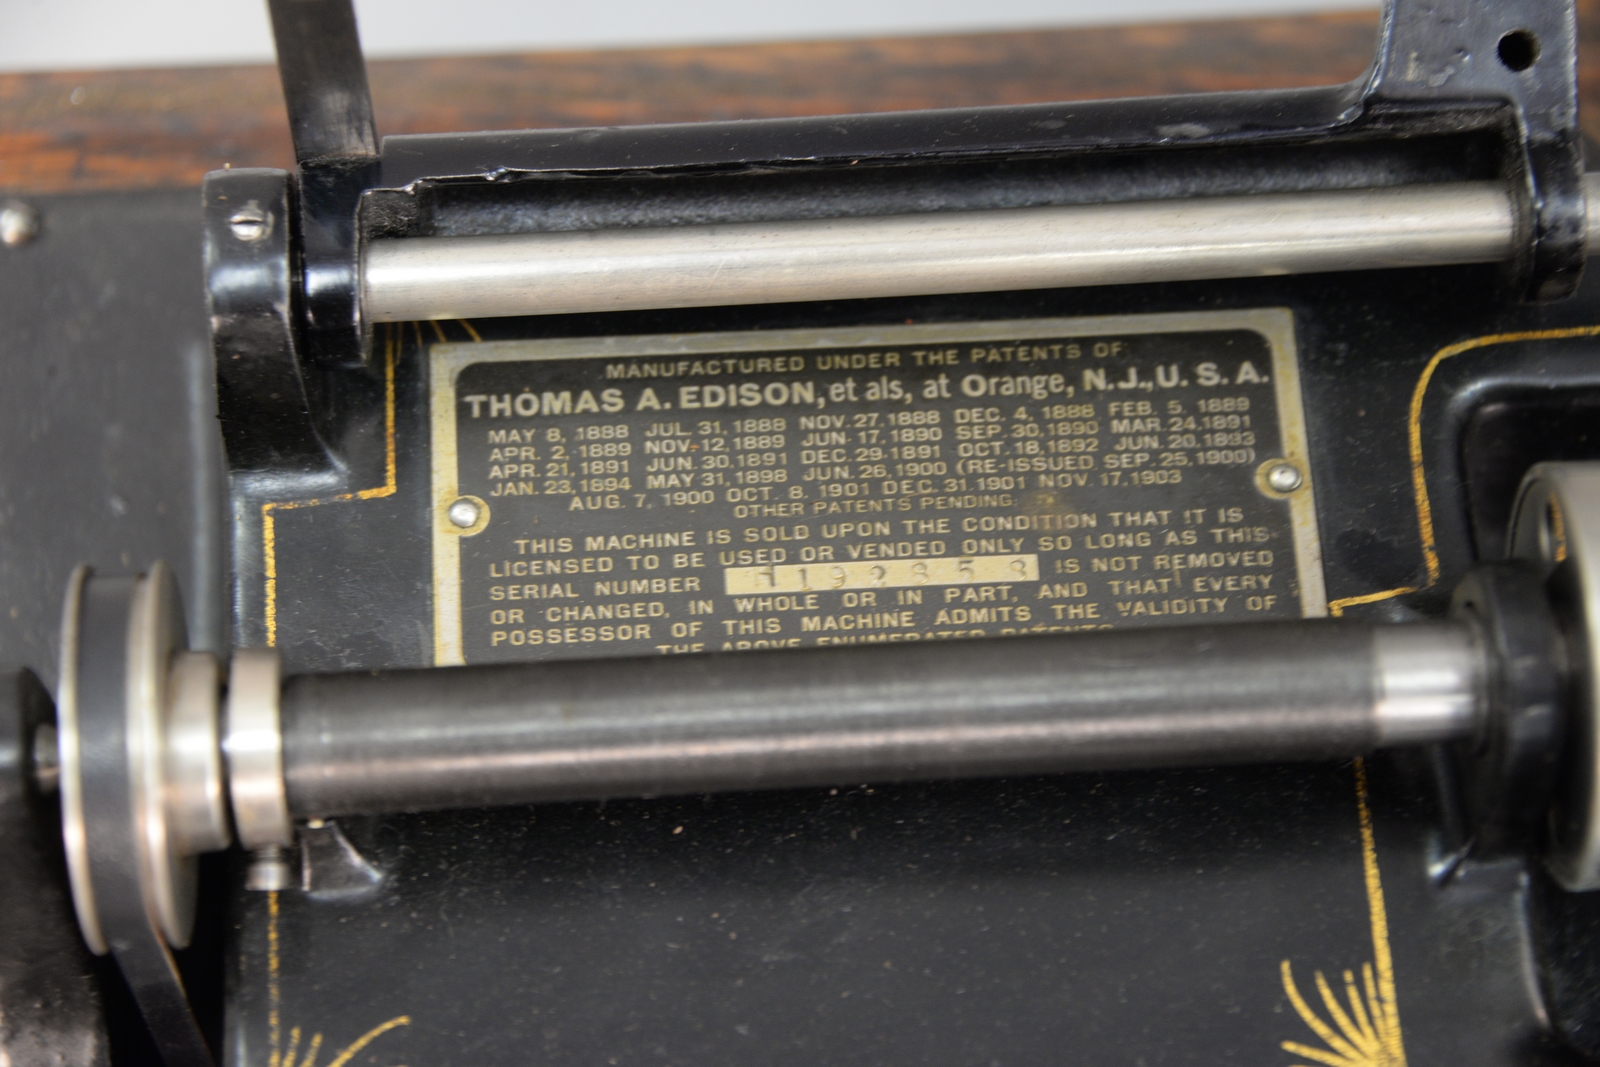 MANUFACTURED UNDER THE PATENTS OF
THOMAS A. EDISON, et als, at Orange, N.J., U.S.A.
MAY 8, 1888 JUL. 31, 1888 NOV. 27. 1888 DEC. 4, 1888 FEB. 5, 1889
APR. 2, 1889 NOV. 12, 1889 JUN. 17, 1890 SEP. 30, 1890 MAR. 24. 1891
APR. 21, 1891 JUN. 30. 1891 DEC. 29. 1891 OCT. 18, 1892 JUN. 20. 1893
JAN. 23, 1894 MAY 31, 1898 JUN. 26, 1900 (RE-ISSUED SEP. 25, 1900)
AUG. 7, 1900 OCT. 8, 1901 DEC. 31. 1901 NOV. 17, 1903
OTHER PATENTS PENDING.
THIS MACHINE IS SOLD UPON THE CONDITION THAT IT IS
LICENSED TO BE USED OR VENDED ONLY SO LONG AS THIS
SERIAL NUMBER IS NOT REMOVED
OR CHANGED, IN WHOLE OR IN PART, AND THAT EVERY
POSSESSOR OF THIS MACHINE ADMITS THE VALIDITY OF
THE ABOVE ENUMERATED PATENTS